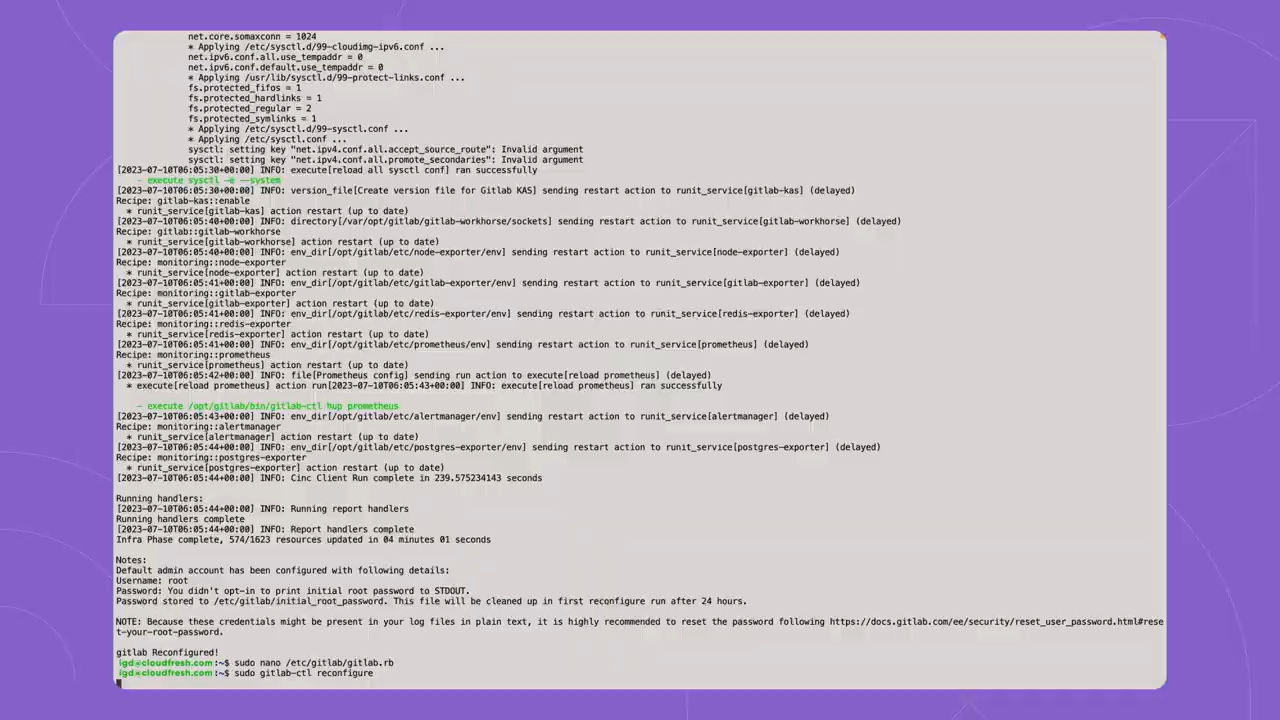 net.core.somaxconn = 1024
* Applying /etc/sysctl.d/99-cloudimg-ipv6.conf ...
net.ipv6.conf.all.use_tempaddr = 0
net.ipv6.conf.default.use_tempaddr = 0
* Applying /usr/lib/sysctl.d/99-protect-links.conf ...
fs.protected_fifos = 1
fs.protected_hardlinks = 1
fs.protected_regular = 2
fs.protected_symlinks = 1
* Applying /etc/sysctl.d/99-sysctl.conf ...
* Applying /etc/sysctl.conf ...
sysctl: setting key "net.ipv4.conf.all.accept_source_route": Invalid argument
sysctl: setting key "net.ipv4.conf.all.promote_secondaries": Invalid argument
[2023-07-10T06:05:30+00:00] INFO: execute[reload all sysctl conf] ran successfully
- execute sysctl -e --system
[2023-07-10T06:05:30+00:00] INFO: version_file[Create version file for Gitlab KAS] sending restart action to runit_service[gitlab-kas] (delayed)
Recipe: gitlab-kas::enable
* runit_service[gitlab-kas] action restart (up to date)
[2023-07-10T06:05:40+00:00] INFO: directory[/var/opt/gitlab/gitlab-workhorse/sockets] sending restart action to runit_service[gitlab-workhorse] (delayed)
Recipe: gitlab::gitlab-workhorse
* runit_service[gitlab-workhorse] action restart (up to date)
[2023-07-10T06:05:40+00:00] INFO: env_dir[/opt/gitlab/etc/node-exporter/env] sending restart action to runit_service[node-exporter] (delayed)
Recipe: monitoring::node-exporter
* runit_service[node-exporter] action restart (up to date)
[2023-07-10T06:05:41+00:00] INFO: env_dir[/opt/gitlab/etc/gitlab-exporter/env] sending restart action to runit_service[gitlab-exporter] (delayed)
Recipe: monitoring::gitlab-exporter
* runit_service[gitlab-exporter] action restart (up to date)
[2023-07-10T06:05:41+00:00] INFO: env_dir[/opt/gitlab/etc/redis-exporter/env] sending restart action to runit_service[redis-exporter] (delayed)
Recipe: monitoring::redis-exporter
* runit_service[redis-exporter] action restart (up to date)
[2023-07-10T06:05:41+00:00] INFO: env_dir[/opt/gitlab/etc/prometheus/env] sending restart action to runit_service[prometheus] (delayed)
Recipe: monitoring::prometheus
* runit_service[prometheus] action restart (up to date)
[2023-07-10T06:05:42+00:00] INFO: file[Prometheus config] sending run action to execute[reload prometheus] (delayed)
* execute[reload prometheus] action run[2023-07-10T06:05:43+00:00] INFO: execute[reload prometheus] ran successfully
- execute /opt/gitlab/bin/gitlab-ctl hup prometheus
[2023-07-10T06:05:43+00:00] INFO: env_dir[/opt/gitlab/etc/alertmanager/env] sending restart action to runit_service[alertmanager] (delayed)
Recipe: monitoring::alertmanager
* runit_service[alertmanager] action restart (up to date)
[2023-07-10T06:05:44+00:00] INFO: env_dir[/opt/gitlab/etc/postgres-exporter/env] sending restart action to runit_service[postgres-exporter] (delayed)
Recipe: monitoring::postgres-exporter
* runit_service[postgres-exporter] action restart (up to date)
[2023-07-10T06:05:44+00:00] INFO: Cinc Client Run complete in 239.575234143 seconds
Running handlers:
[2023-07-10T06:05:44+00:00] INFO: Running report handlers
Running handlers complete
[2023-07-10T06:05:44+00:00] INFO: Report handlers complete
Infra Phase complete, 574/1623 resources updated in 04 minutes 01 seconds
Notes:
Default admin account has been configured with following details:
Username: root
Password: You didn't opt-in to print initial root password to STDOUT.
Password stored to /etc/gitlab/initial_root_password. This file will be cleaned up in first reconfigure run after 24 hours.
NOTE: Because these credentials might be present in your log files in plain text, it is highly recommended to reset the password following https://docs.gitlab.com/ee/security/reset_user_password.html#rese
t-your-root-password.
gitlab Reconfigured!
igd@cloudfresh.com:~$ sudo nano /etc/gitlab/gitlab.rb
igd@cloudfresh.com:~$ sudo gitlab-ctl reconfigure